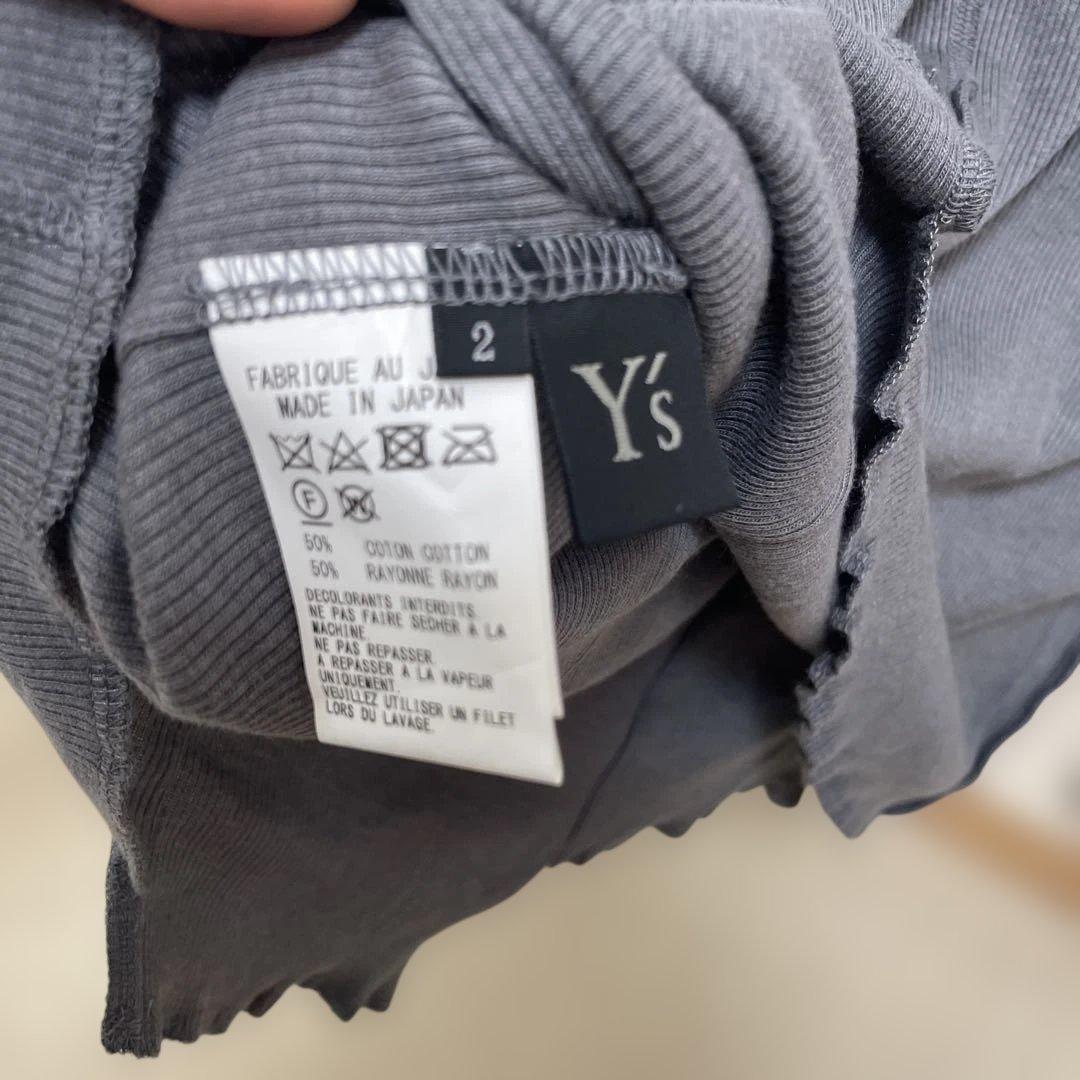 2
Y's
FABRIQUE AU J
MADE IN JAPAN
F
W
50% COTON COTTON
50% RAYONNE RAYON
DECOLORANTS INTERDITS.
NE PAS FAIRE SECHER A LA
MACHINE.
NE PAS REPASSER.
A REPASSER A LA VAPEUR
UNIQUEMENT.
VEUILLEZ UTILISER UN FILET
LORS DU LAVAGE.